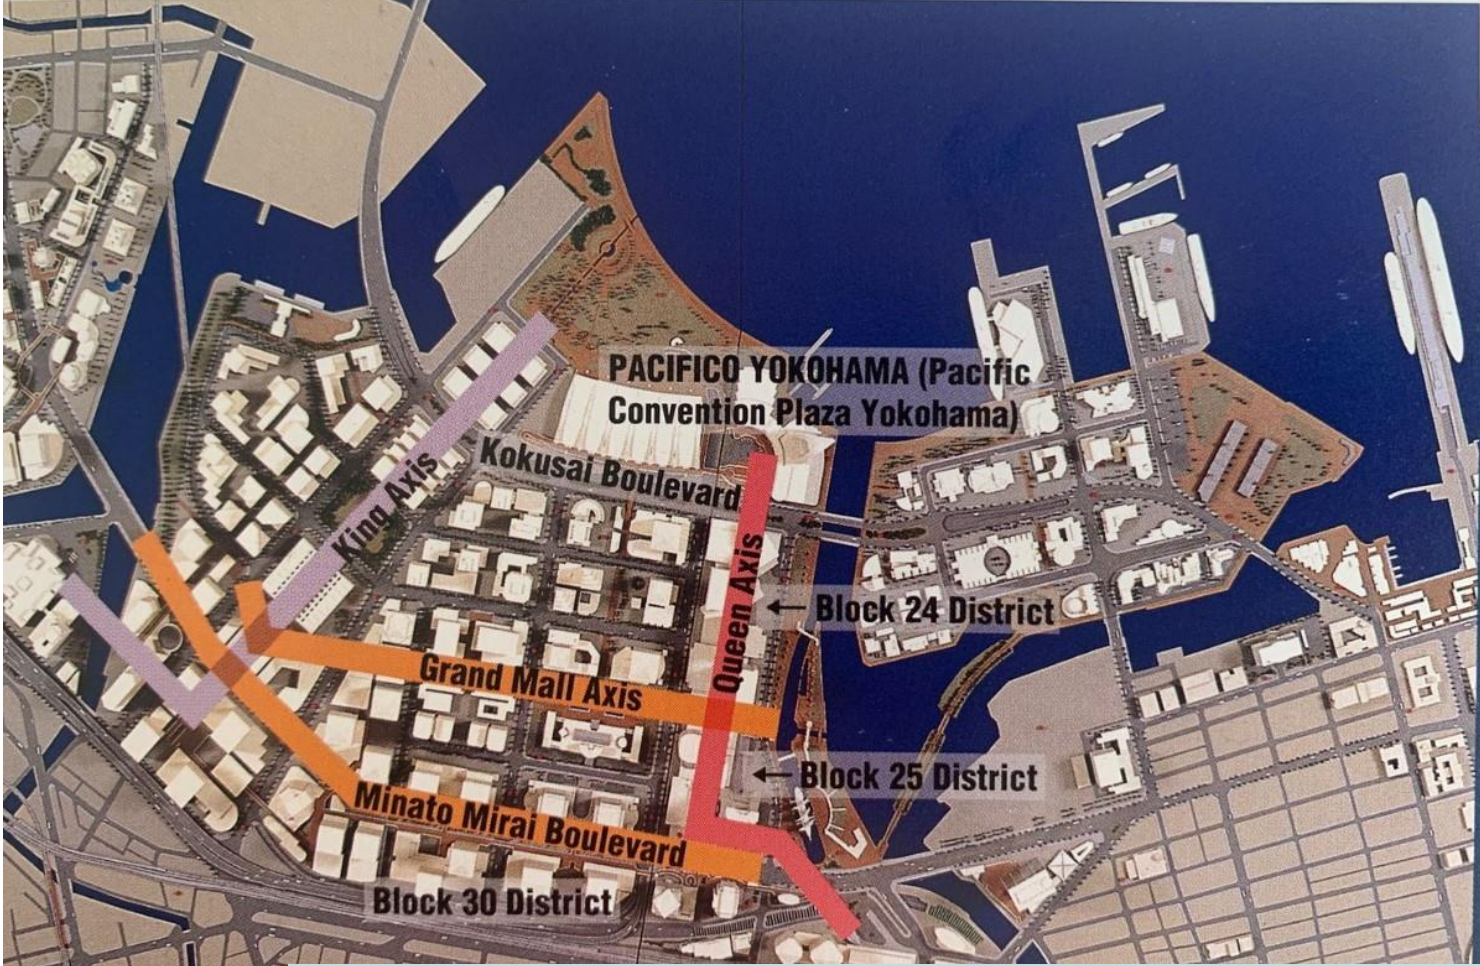 PACIFICO YOKOHAMA (Pacific
Convention Plaza Yokohama)
Kokusai Boulevard
King Axis
Queen Axis
Block 24 District
Grand Mall Axis
Block 25 District
Minato Mirai Boulevard
Block 30 District